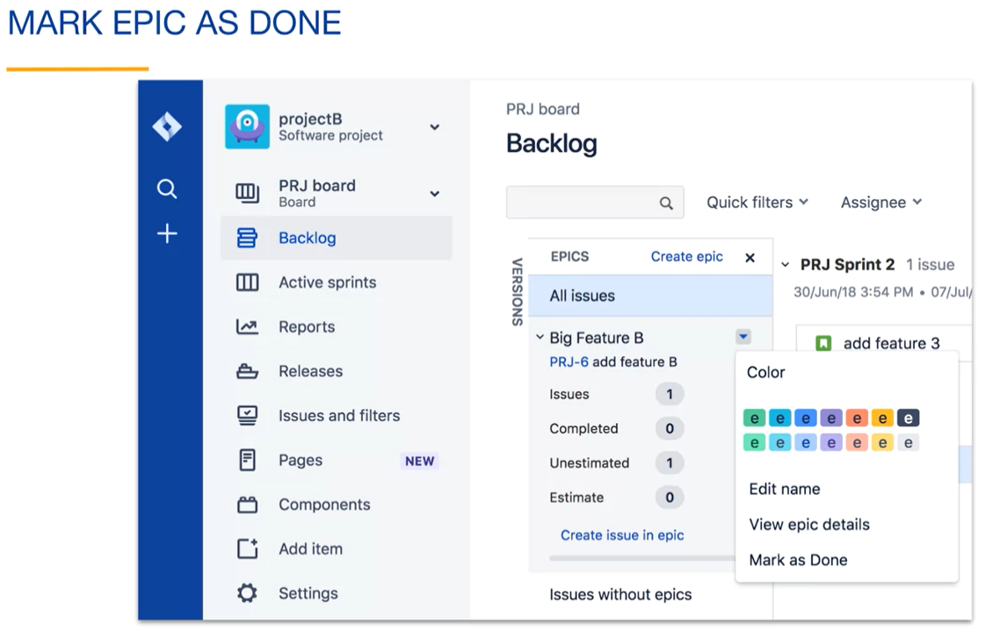 MARK EPIC AS DONE
projectB
Software project
PRJ board
Board
Backlog
Active sprints
Reports
Releases
Issues and filters
Pages NEW
Components
Add item
Settings
PRJ board
Backlog
Quick filters Assignee
VERSIONS
EPICS Create epic
All issues
Big Feature B
PRJ-6 add feature B
Issues 1
Completed 0
Unestimated 1
Estimate 0
Create issue in epic
Issues without epics
PRJ Sprint 2 1 issue
30/Jun/18 3:54 PM • 07/Jul/
add feature 3
Color
e e e e e e e
e e e e e e e
Edit name
View epic details
Mark as Done